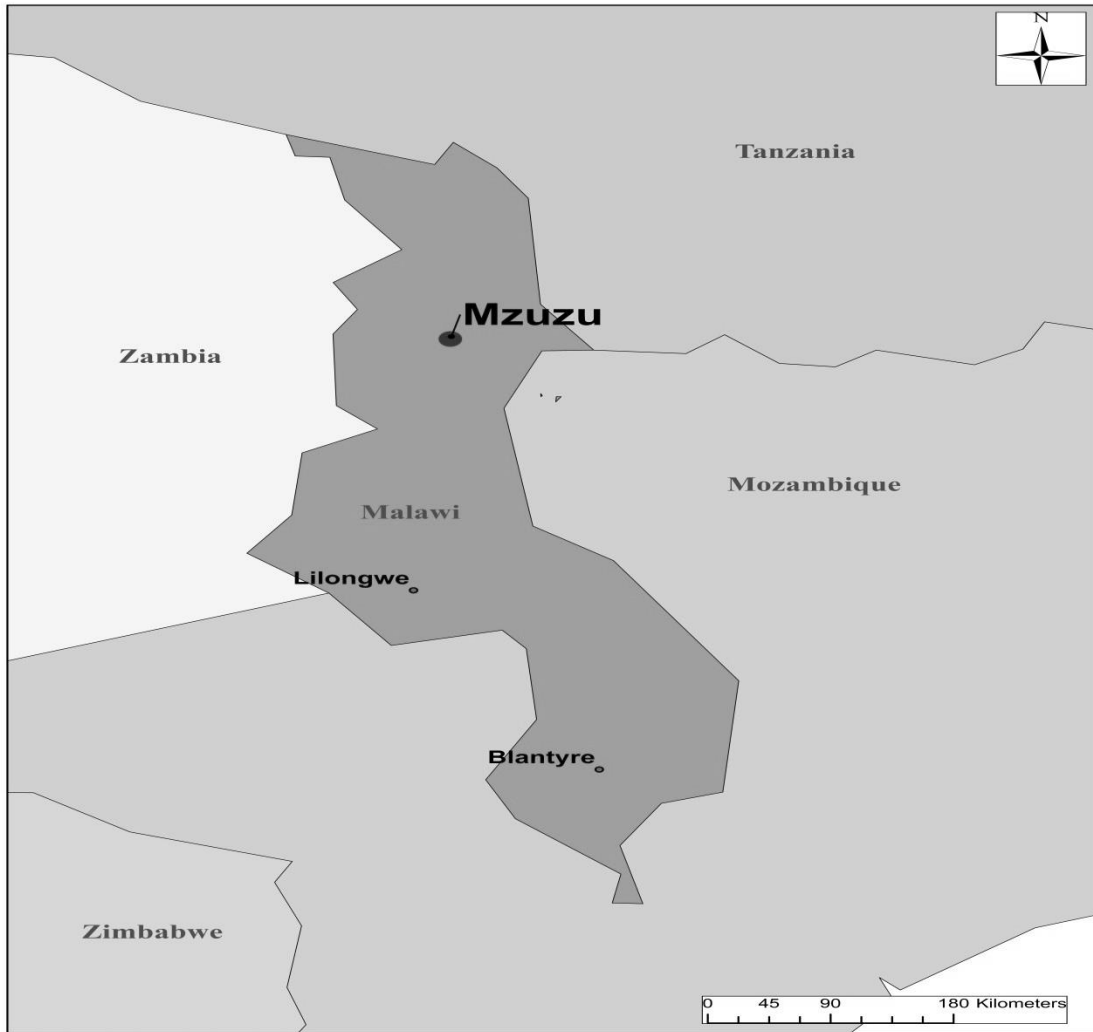 N
Tanzania
Mzuzu
Zambia
Mozambique
Malawi
Lilongwe
Blantyre
Zimbabwe
0 45 90 180 Kilometers